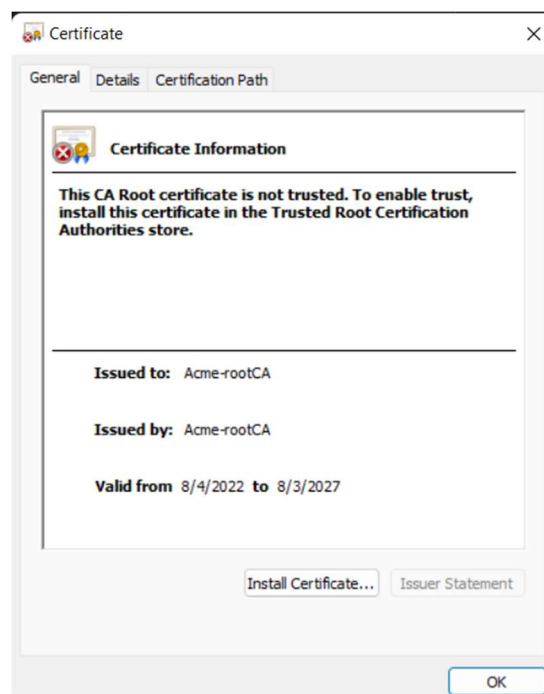 Certificate
General Details Certification Path
Certificate Information
This CA Root certificate is not trusted. To enable trust,
install this certificate in the Trusted Root Certification
Authorities store.
Issued to: Acme-rootCA
Issued by: Acme-rootCA
Valid from 8/4/2022 to 8/3/2027
Install Certificate... Issuer Statement
OK